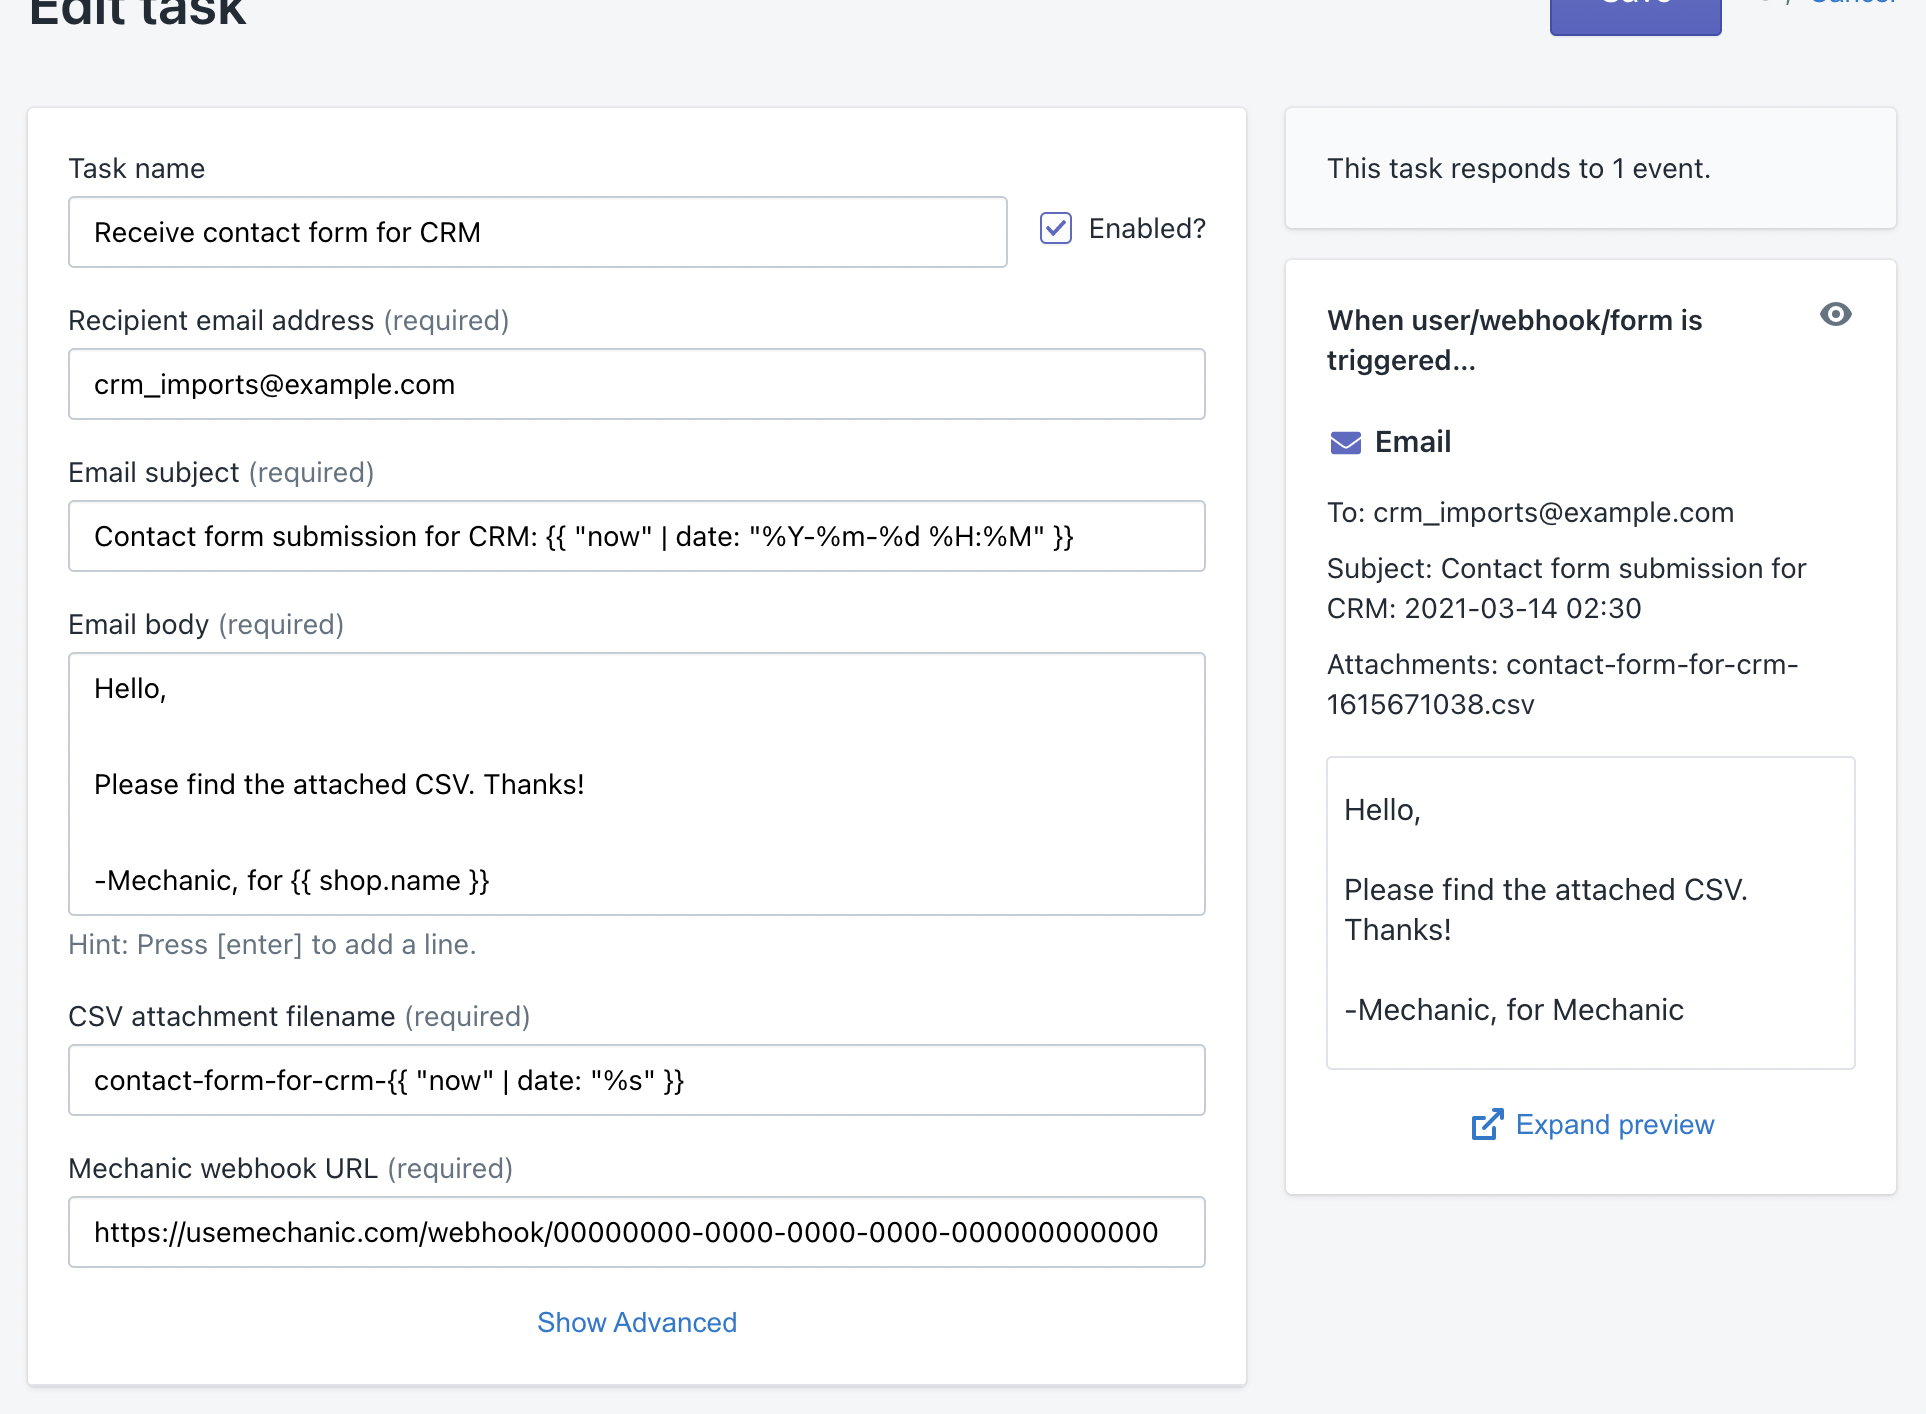 Edit task
Save
Cancel
Task name
Receive contact form for CRM
Enabled?
Recipient email address (required)
crm_imports@example.com
Email subject (required)
Contact form submission for CRM: {{ "now" | date: "%Y-%m-%d %H:%M" }}
Email body (required)
Hello,
Please find the attached CSV. Thanks!
-Mechanic, for {{ shop.name }}
Hint: Press [enter] to add a line.
CSV attachment filename (required)
contact-form-for-crm-{{ "now" | date: "%s" }}
Mechanic webhook URL (required)
https://usemechanic.com/webhook/00000000-0000-0000-0000-000000000000
Show Advanced
This task responds to 1 event.
When user/webhook/form is
triggered...
Email
To: crm_imports@example.com
Subject: Contact form submission for
CRM: 2021-03-14 02:30
Attachments: contact-form-for-crm-
1615671038.csv
Hello,
Please find the attached CSV.
Thanks!
-Mechanic, for Mechanic
Expand preview